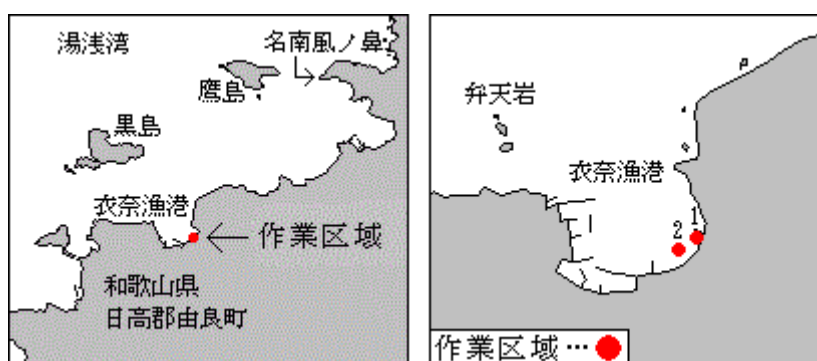 湯浅湾
名南風ノ鼻
鷹島
黒島
衣奈漁港
作業区域
和歌山県
日高郡由良町
弁天岩
衣奈漁港
1
2
作業区域…